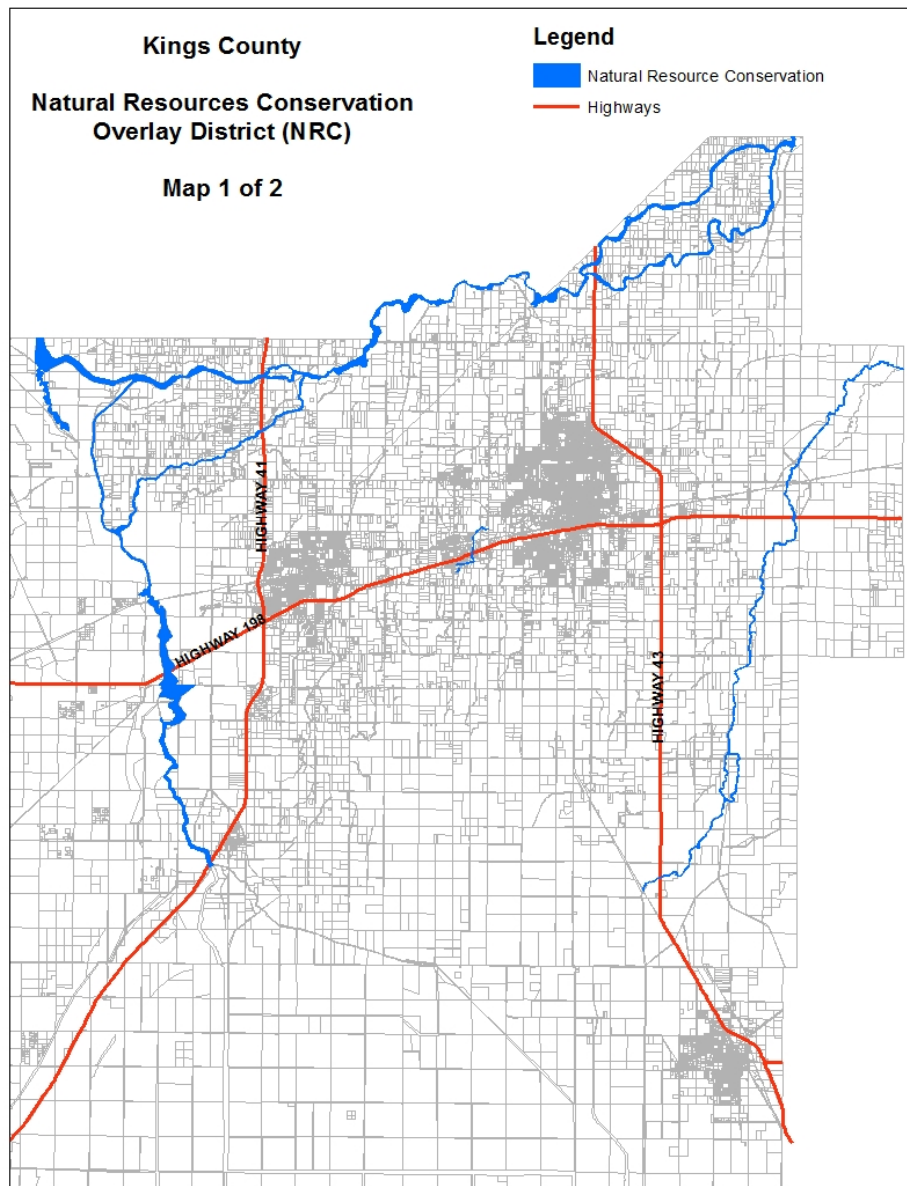 Kings County
Natural Resources Conservation
Overlay District (NRC)
Map 1 of 2
Legend
Natural Resource Conservation
Highways
HIGHWAY 41
HIGHWAY 198
HIGHWAY 43